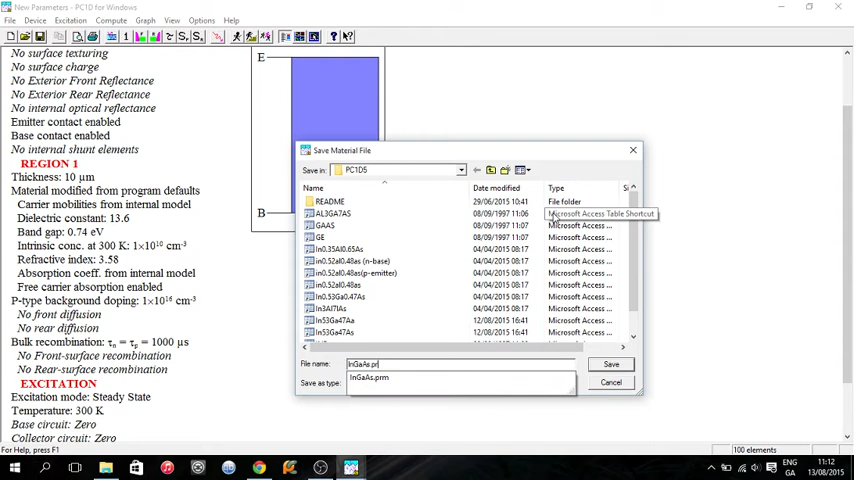 New Parameters - PC1D for Windows
File Device Excitation Compute Graph View Options Help
No surface texturing
No surface charge
No Exterior Front Reflectance
No Exterior Rear Reflectance
No internal optical reflectance
Emitter contact enabled
Base contact enabled
No internal shunt elements
REGION 1
Thickness: 10 µm
Material modified from program defaults
Carrier mobilities from internal model
Dielectric constant: 13.6
Band gap: 0.74 eV
Intrinsic conc. at 300 K: 1×10¹⁰ cm⁻³
Refractive index: 3.58
Absorption coeff. from internal model
Free carrier absorption enabled
P-type background doping: 1×10¹⁶ cm⁻³
No front diffusion
No rear diffusion
Bulk recombination: τn = τp = 1000 µs
No Front-surface recombination
No Rear-surface recombination
EXCITATION
Excitation mode: Steady State
Temperature: 300 K
Base circuit: Zero
Collector circuit: Zero
E
B
Save Material File
Save in: PC1D5
Name Date modified Type
README 29/06/2015 10:41 File folder
AL3GA7AS 08/09/1997 11:06 Microsoft Access Table Shortcut
GAAS 08/09/1997 11:07 Microsoft Access ...
GE 08/09/1997 11:07 Microsoft Access ...
In0.35Al0.65As 04/04/2015 08:17 Microsoft Access ...
in0.52al0.48as (n-base) 04/04/2015 08:17 Microsoft Access ...
in0.52al0.48as(p-emitter) 04/04/2015 08:17 Microsoft Access ...
in0.52al0.48as 04/04/2015 08:17 Microsoft Access ...
In0.53Ga0.47As 04/04/2015 08:17 Microsoft Access ...
In3Al7As 04/04/2015 08:17 Microsoft Access ...
In53Ga47Aa 12/08/2015 16:41 Microsoft Access ...
InGa53Ga47As 04/04/2015 08:17 Microsoft Access ...
File name: InGaAs.pr Save
InGaAs.prm
Save as type: Cancel
For Help, press F1 100 elements
ENG 11:12
GA 13/08/2015